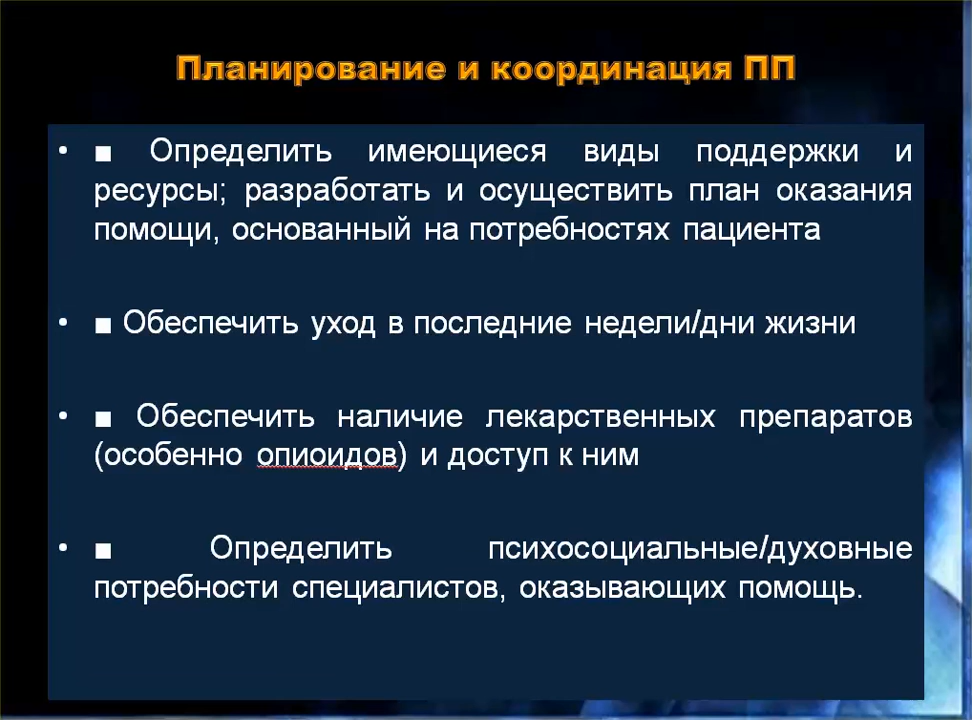 Планирование и координация ПП
• ■ Определить имеющиеся виды поддержки и
ресурсы; разработать и осуществить план оказания
помощи, основанный на потребностях пациента
• ■ Обеспечить уход в последние недели/дни жизни
• ■ Обеспечить наличие лекарственных препаратов
(особенно опиоидов) и доступ к ним
• ■ Определить психосоциальные/духовные
потребности специалистов, оказывающих помощь.